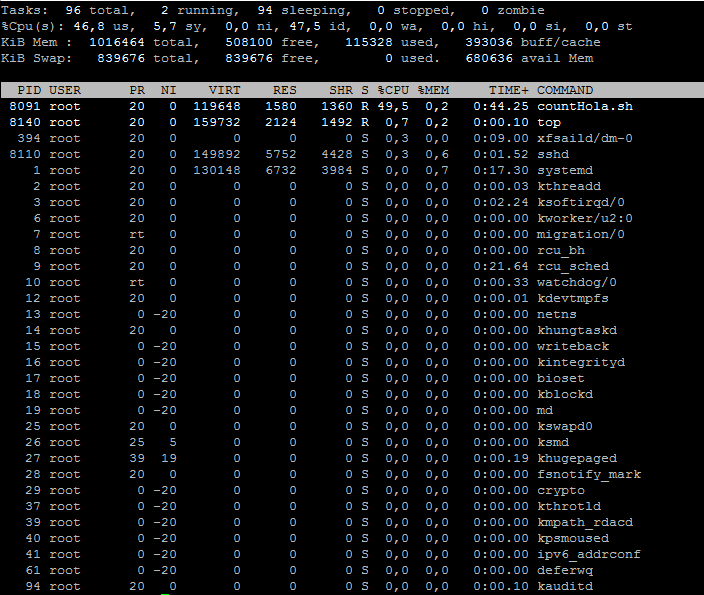 Tasks:  96 total,   2 running,  94 sleeping,   0 stopped,   0 zombie
%Cpu(s): 46,8 us,  5,7 sy,  0,0 ni, 47,5 id,  0,0 wa,  0,0 hi,  0,0 si,  0,0 st
KiB Mem :  1016464 total,   508100 free,   115328 used,   393036 buff/cache
KiB Swap:   839676 total,   839676 free,        0 used.   680636 avail Mem
PID USER      PR  NI    VIRT    RES    SHR S %CPU %MEM     TIME+ COMMAND
8091 root      20   0  119648   1580   1360 R 49,5  0,2   0:44.25 countHola.sh
8140 root      20   0  159732   2124   1492 R  0,7  0,2   0:00.10 top
394 root      20   0       0      0      0 S  0,3  0,0   0:09.00 xfsaild/dm-0
8110 root      20   0  149892   5752   4428 S  0,3  0,6   0:01.52 sshd
1 root      20   0  130148   6732   3984 S  0,0  0,7   0:17.30 systemd
2 root      20   0       0      0      0 S  0,0  0,0   0:00.03 kthreadd
3 root      20   0       0      0      0 S  0,0  0,0   0:02.24 ksoftirqd/0
6 root      20   0       0      0      0 S  0,0  0,0   0:00.00 kworker/u2:0
7 root      rt   0       0      0      0 S  0,0  0,0   0:00.00 migration/0
8 root      20   0       0      0      0 S  0,0  0,0   0:00.00 rcu_bh
9 root      20   0       0      0      0 S  0,0  0,0   0:21.64 rcu_sched
10 root      rt   0       0      0      0 S  0,0  0,0   0:00.33 watchdog/0
12 root      20   0       0      0      0 S  0,0  0,0   0:00.01 kdevtmpfs
13 root       0 -20       0      0      0 S  0,0  0,0   0:00.00 netns
14 root      20   0       0      0      0 S  0,0  0,0   0:00.00 khungtaskd
15 root       0 -20       0      0      0 S  0,0  0,0   0:00.00 writeback
16 root       0 -20       0      0      0 S  0,0  0,0   0:00.00 kintegrityd
17 root       0 -20       0      0      0 S  0,0  0,0   0:00.00 bioset
18 root       0 -20       0      0      0 S  0,0  0,0   0:00.00 kblockd
19 root       0 -20       0      0      0 S  0,0  0,0   0:00.00 md
25 root      20   0       0      0      0 S  0,0  0,0   0:00.00 kswapd0
26 root      25   5       0      0      0 S  0,0  0,0   0:00.00 ksmd
27 root      39  19       0      0      0 S  0,0  0,0   0:00.19 khugepaged
28 root      20   0       0      0      0 S  0,0  0,0   0:00.00 fsnotify_mark
29 root       0 -20       0      0      0 S  0,0  0,0   0:00.00 crypto
37 root       0 -20       0      0      0 S  0,0  0,0   0:00.00 kthrotld
39 root       0 -20       0      0      0 S  0,0  0,0   0:00.00 kmpath_rdacd
40 root       0 -20       0      0      0 S  0,0  0,0   0:00.00 kpsmoused
41 root       0 -20       0      0      0 S  0,0  0,0   0:00.00 ipv6_addrconf
61 root       0 -20       0      0      0 S  0,0  0,0   0:00.00 deferwq
94 root      20   0       0      0      0 S  0,0  0,0   0:00.10 kauditd